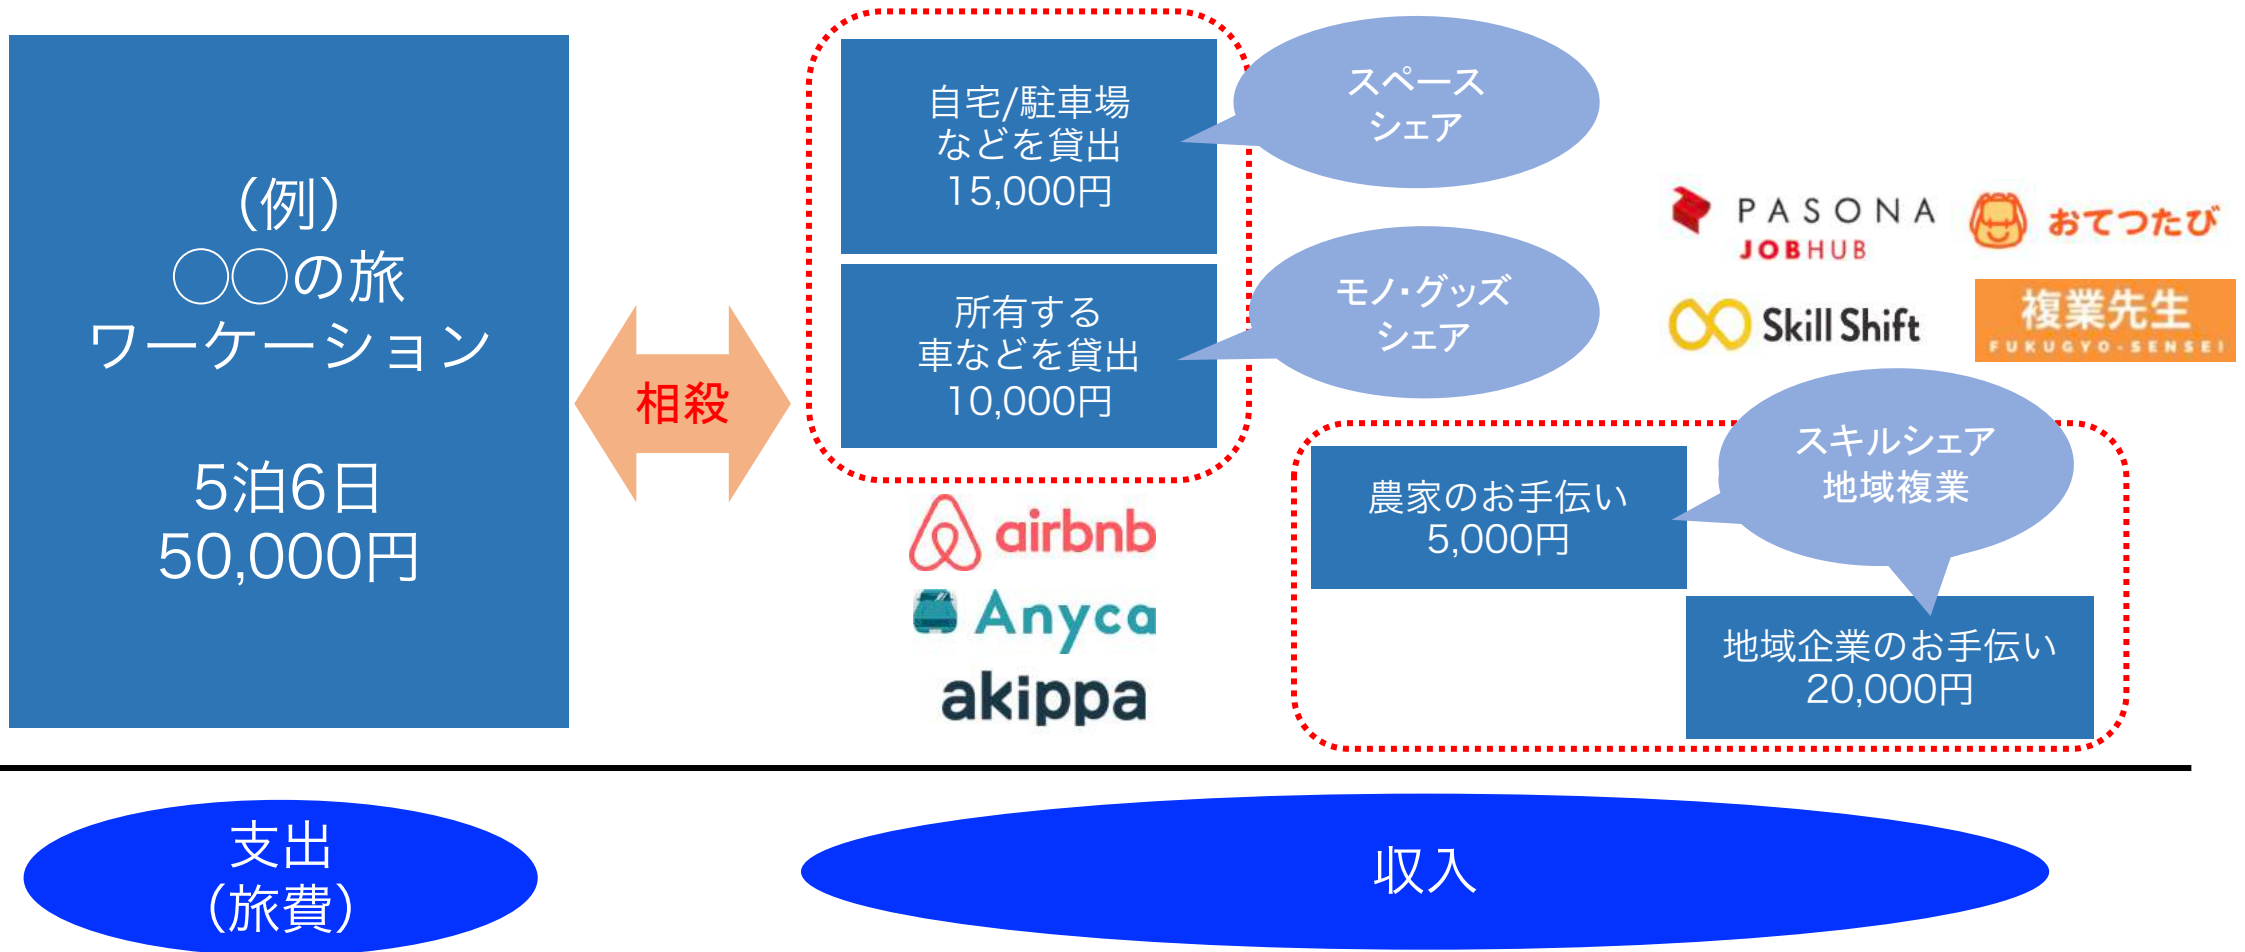 （例）
◯◯の旅
ワーケーション
5泊6日
50,000円
相殺
自宅/駐車場
などを貸出
15,000円
スペース
シェア
所有する
車などを貸出
10,000円
モノ・グッズ
シェア
airbnb
Anyca
akippa
PASONA
JOBHUB
おてつたび
Skill Shift
複業先生
FUKUGYO-SENSEI
スキルシェア
地域複業
農家のお手伝い
5,000円
地域企業のお手伝い
20,000円
支出
（旅費）
収入